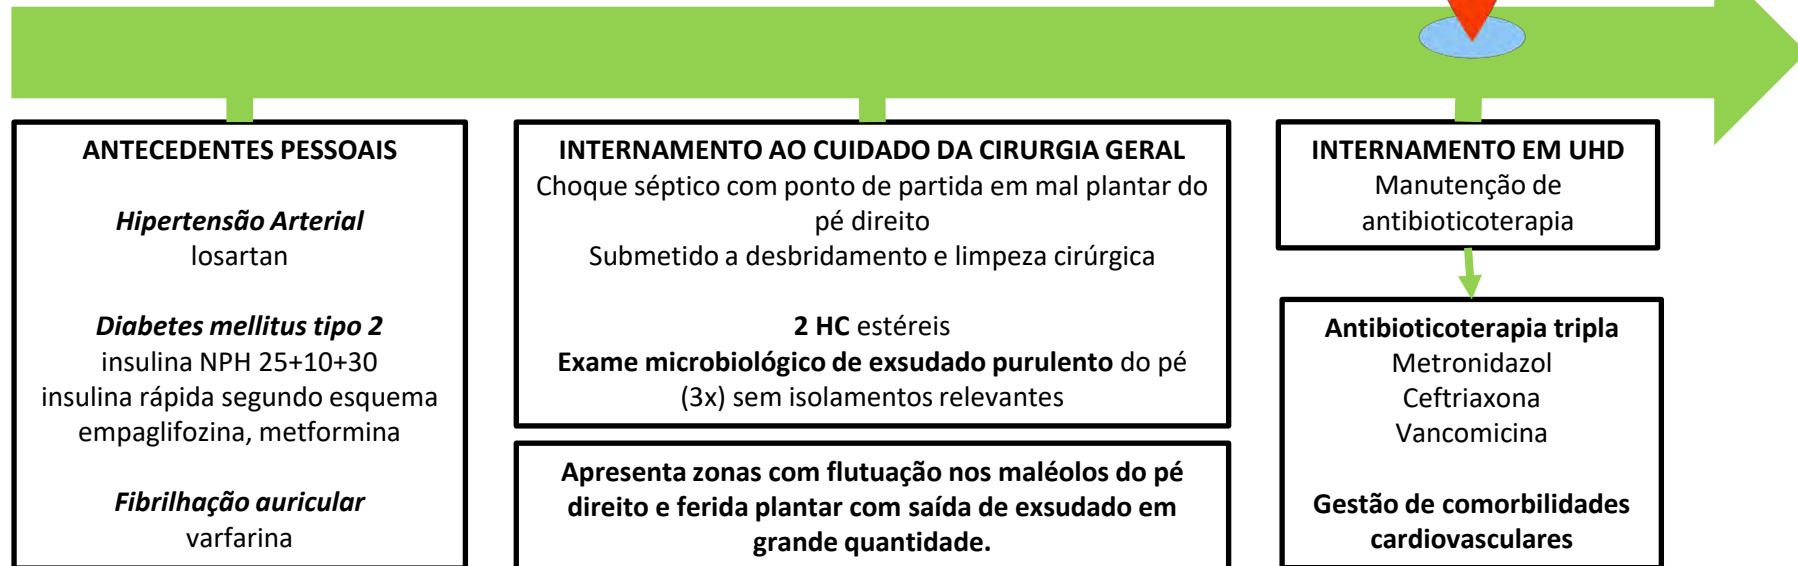 ANTECEDENTES PESSOAIS
Hipertensão Arterial
losartan
Diabetes mellitus tipo 2
insulina NPH 25+10+30
insulina rápida segundo esquema
empaglifozina, metformina
Fibrilhação auricular
varfarina
INTERNAMENTO AO CUIDADO DA CIRURGIA GERAL
Choque séptico com ponto de partida em mal plantar do
pé direito
Submetido a desbridamento e limpeza cirúrgica
2 HC estéreis
Exame microbiológico de exsudado purulento do pé
(3x) sem isolamentos relevantes
Apresenta zonas com flutuação nos maléolos do pé
direito e ferida plantar com saída de exsudado em
grande quantidade.
INTERNAMENTO EM UHD
Manutenção de
antibioticoterapia
Antibioticoterapia tripla
Metronidazol
Ceftriaxona
Vancomicina
Gestão de comorbilidades
cardiovasculares